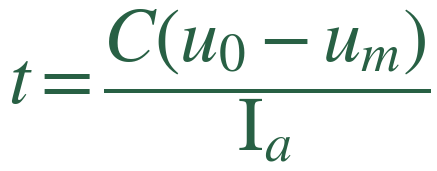 t = C(u₀ − uₘ) / Iₐ